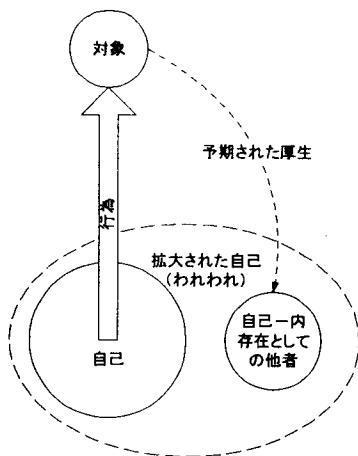 対象
予期された厚生
行為
拡大された自己
(われわれ)
自己
自己ー内
存在として
の他者